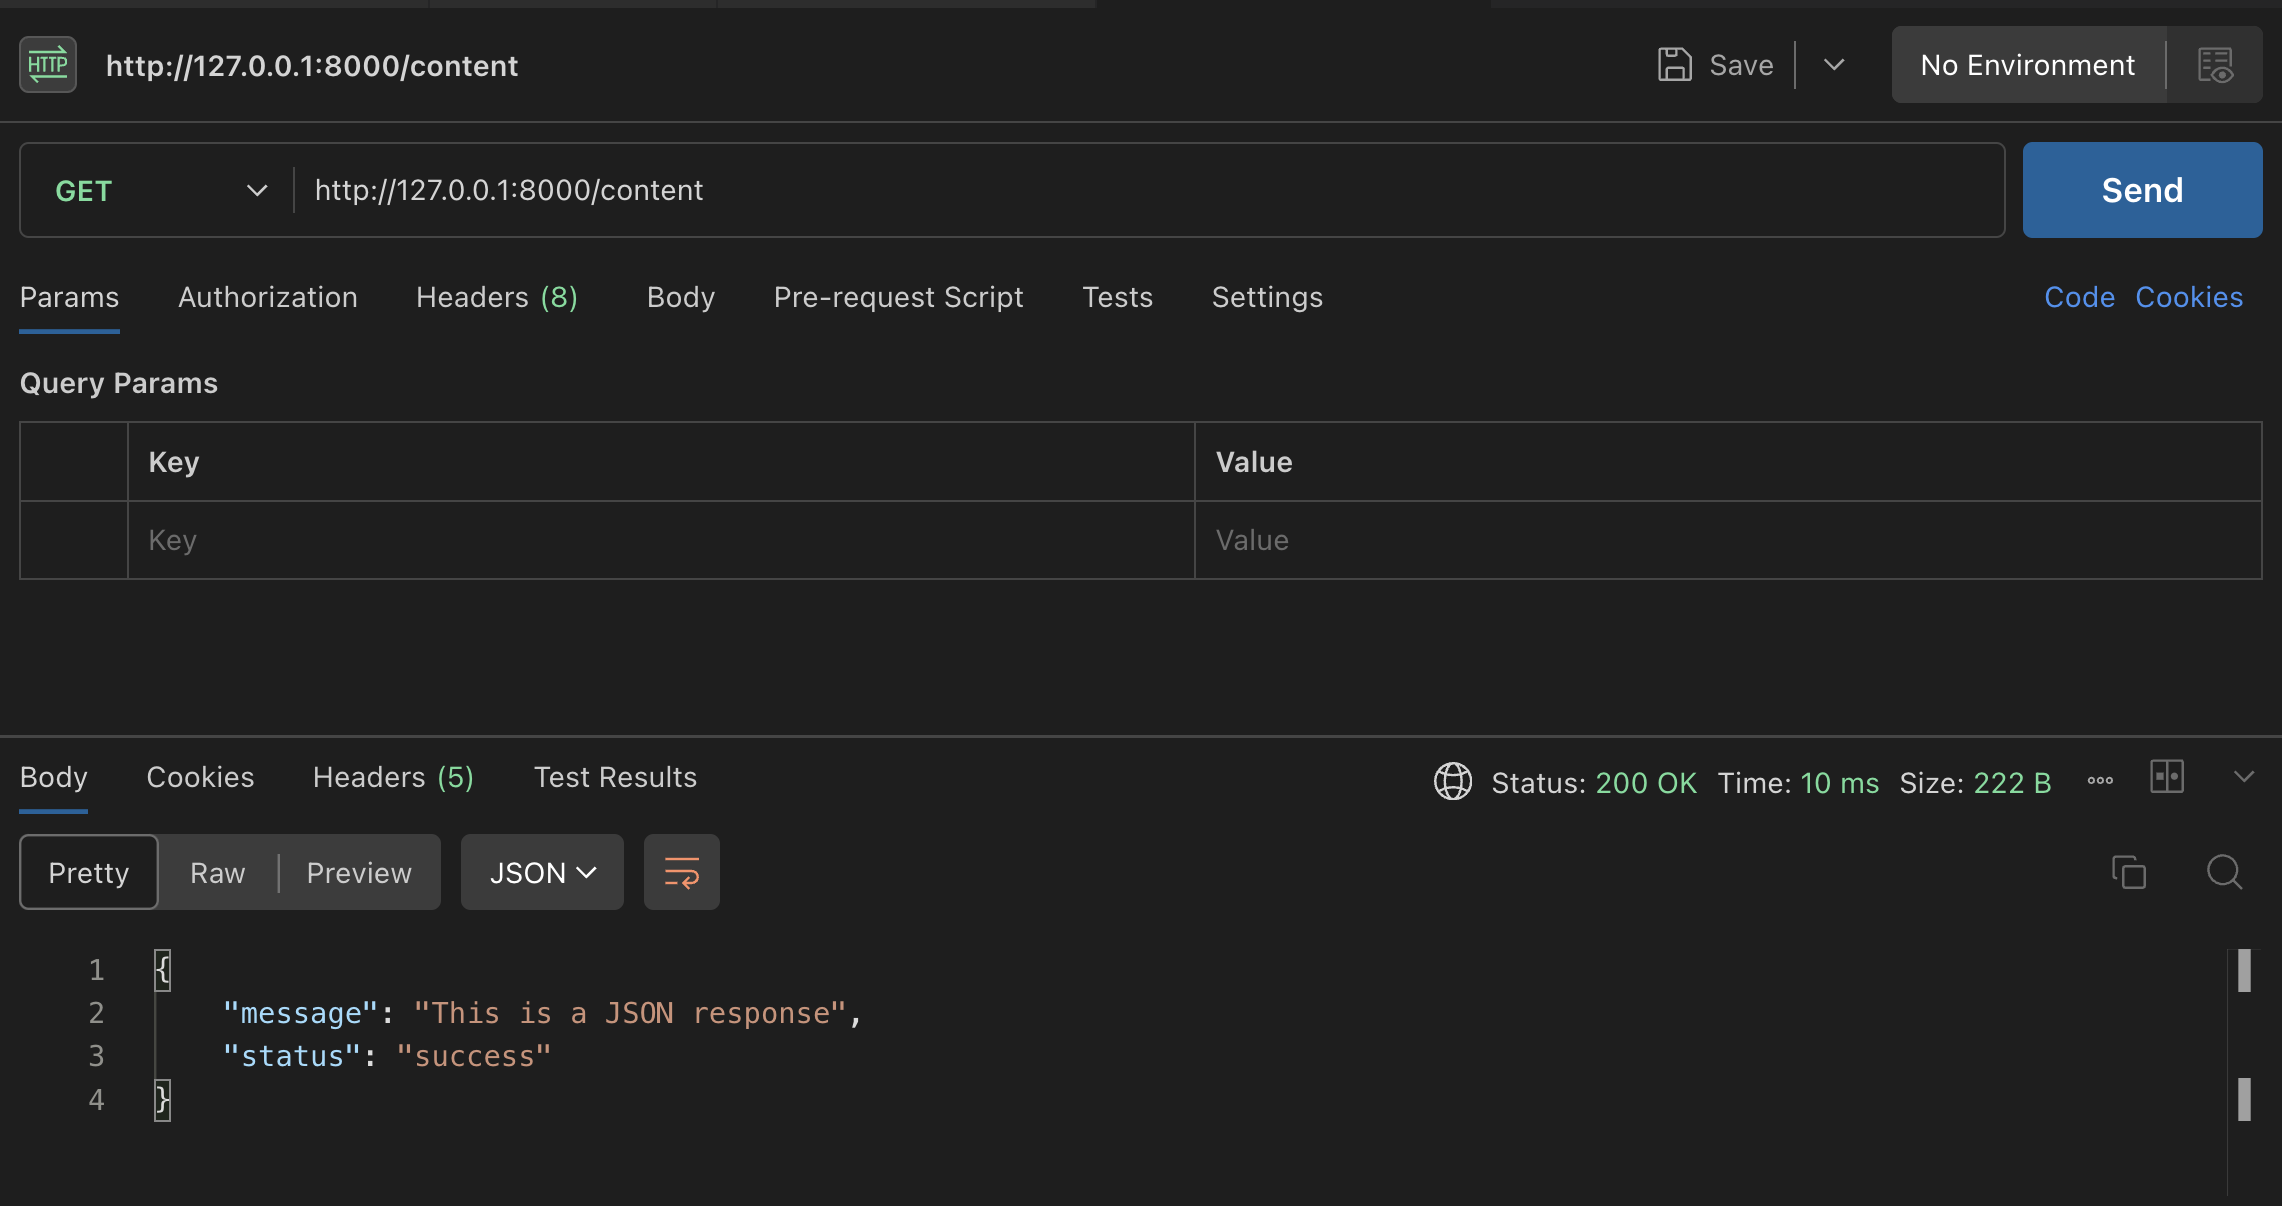 HTTP http://127.0.0.1:8000/content Save No Environment
GET http://127.0.0.1:8000/content Send
Params Authorization Headers (8) Body Pre-request Script Tests Settings Code Cookies
Query Params
Key Value
Key Value
Body Cookies Headers (5) Test Results Status: 200 OK Time: 10 ms Size: 222 B
Pretty Raw Preview JSON
1 {
2 "message": "This is a JSON response",
3 "status": "success"
4 }